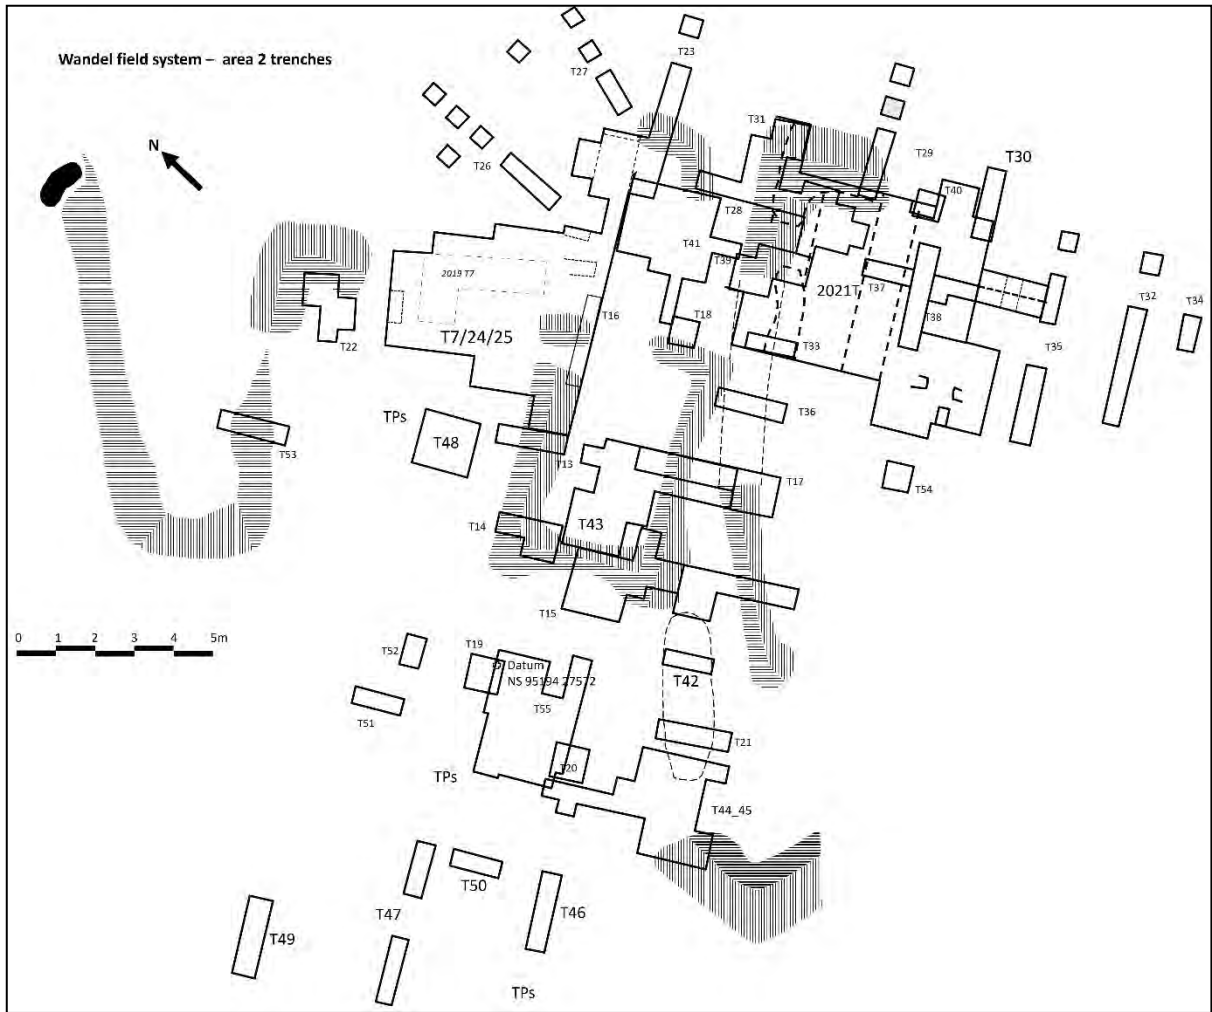 Wandel field system – area 2 trenches
T23
T27
T31
N
T29
T30
T26
T40
T28
T41
T39
2019 T7
T37
2021T
T16
T32
T34
T18
T38
T7/24/25
T22
T33
T35
TPs
T36
T48
T53
T13
T17
T54
T14
T43
T15
0 1 2 3 4 5m
T52
T19
Datum
NS 95194 27572
T42
T51
T55
T21
TPs
T20
T44_45
T50
T47
T46
T49
TPs